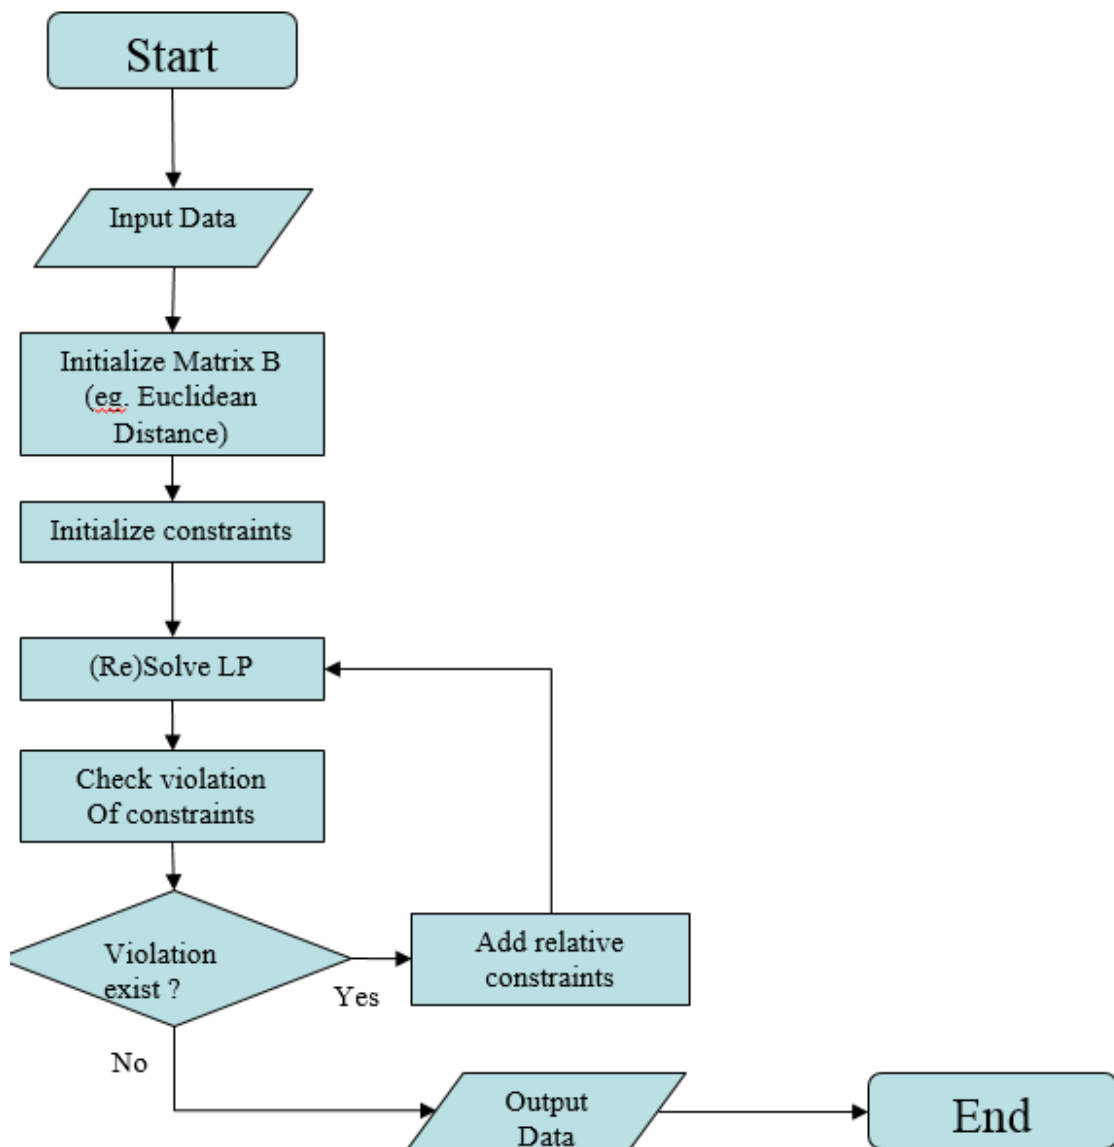 Start
Input Data
Initialize Matrix B
(eg. Euclidean
Distance)
Initialize constraints
(Re)Solve LP
Check violation
Of constraints
Violation
exist ?
Yes
Add relative
constraints
No
Output
Data
End